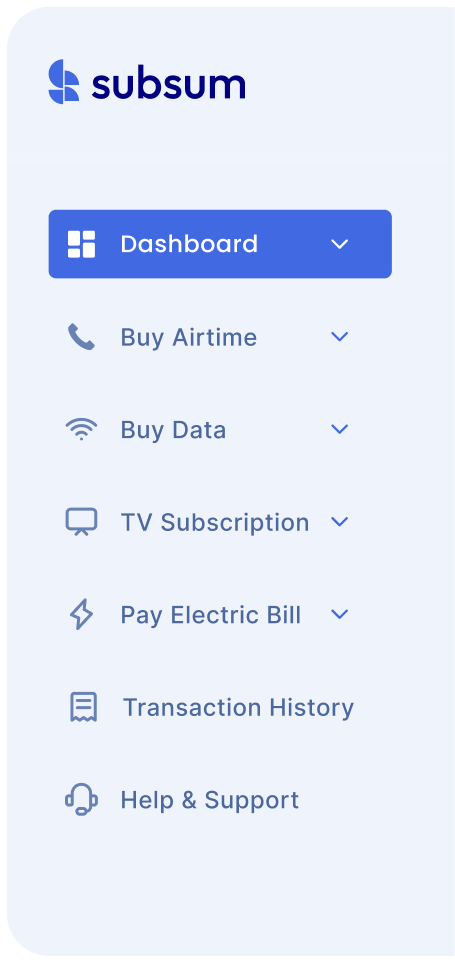 subsum
Dashboard
Buy Airtime
Buy Data
TV Subscription
Pay Electric Bill
Transaction History
Help & Support